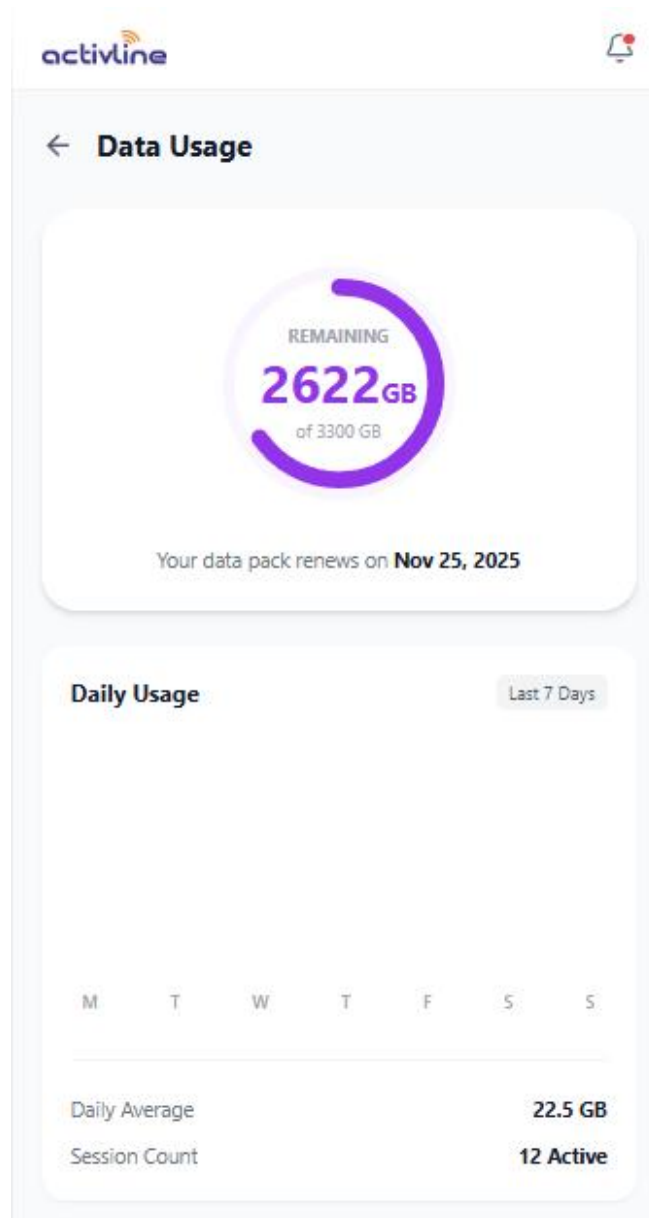 activline
Data Usage
REMAINING
2622GB
of 3300 GB
Your data pack renews on Nov 25, 2025
Daily Usage Last 7 Days
M T W T F S S
Daily Average 22.5 GB
Session Count 12 Active